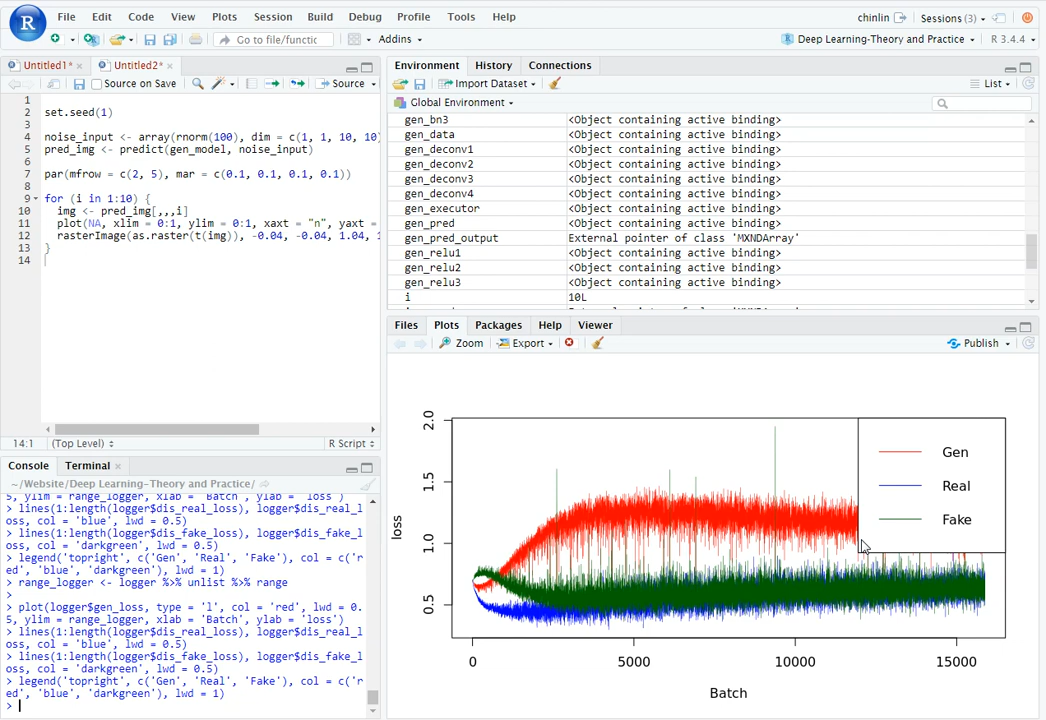 R
File Edit Code View Plots Session Build Debug Profile Tools Help
chinlin Sessions (3)
Go to file/functic Addins
Deep Learning-Theory and Practice R 3.4.4
Untitled1* Untitled2*
Source on Save Source
1
2 set.seed(1)
3
4 noise_input <- array(rnorm(100), dim = c(1, 1, 10, 10)
5 pred_img <- predict(gen_model, noise_input)
6
7 par(mfrow = c(2, 5), mar = c(0.1, 0.1, 0.1, 0.1))
8
9 for (i in 1:10) {
10 img <- pred_img[,,,i]
11 plot(NA, xlim = 0:1, ylim = 0:1, xaxt = "n", yaxt =
12 rasterImage(as.raster(t(img)), -0.04, -0.04, 1.04, 1
13 }
14
14:1 (Top Level) R Script
Console Terminal
~/Website/Deep Learning-Theory and Practice/
5, ylim = range_logger, xlab = 'Batch', ylab = 'loss')
> lines(1:length(logger$dis_real_loss), logger$dis_real_l
oss, col = 'blue', lwd = 0.5)
> lines(1:length(logger$dis_fake_loss), logger$dis_fake_l
oss, col = 'darkgreen', lwd = 0.5)
> legend('topright', c('Gen', 'Real', 'Fake'), col = c('r
ed', 'blue', 'darkgreen'), lwd = 1)
> range_logger <- logger %>% unlist %>% range
>
> plot(logger$gen_loss, type = 'l', col = 'red', lwd = 0.
5, ylim = range_logger, xlab = 'Batch', ylab = 'loss')
> lines(1:length(logger$dis_real_loss), logger$dis_real_l
oss, col = 'blue', lwd = 0.5)
> lines(1:length(logger$dis_fake_loss), logger$dis_fake_l
oss, col = 'darkgreen', lwd = 0.5)
> legend('topright', c('Gen', 'Real', 'Fake'), col = c('r
ed', 'blue', 'darkgreen'), lwd = 1)
>
Environment History Connections
Import Dataset List
Global Environment
gen_bn3 <Object containing active binding>
gen_data <Object containing active binding>
gen_deconv1 <Object containing active binding>
gen_deconv2 <Object containing active binding>
gen_deconv3 <Object containing active binding>
gen_deconv4 <Object containing active binding>
gen_executor <Object containing active binding>
gen_pred <Object containing active binding>
gen_pred_output External pointer of class 'MXNDArray'
gen_relu1 <Object containing active binding>
gen_relu2 <Object containing active binding>
gen_relu3 <Object containing active binding>
i 10L
Files Plots Packages Help Viewer
Zoom Export Publish
2.0
1.5
1.0
0.5
loss
Gen
Real
Fake
0 5000 10000 15000
Batch